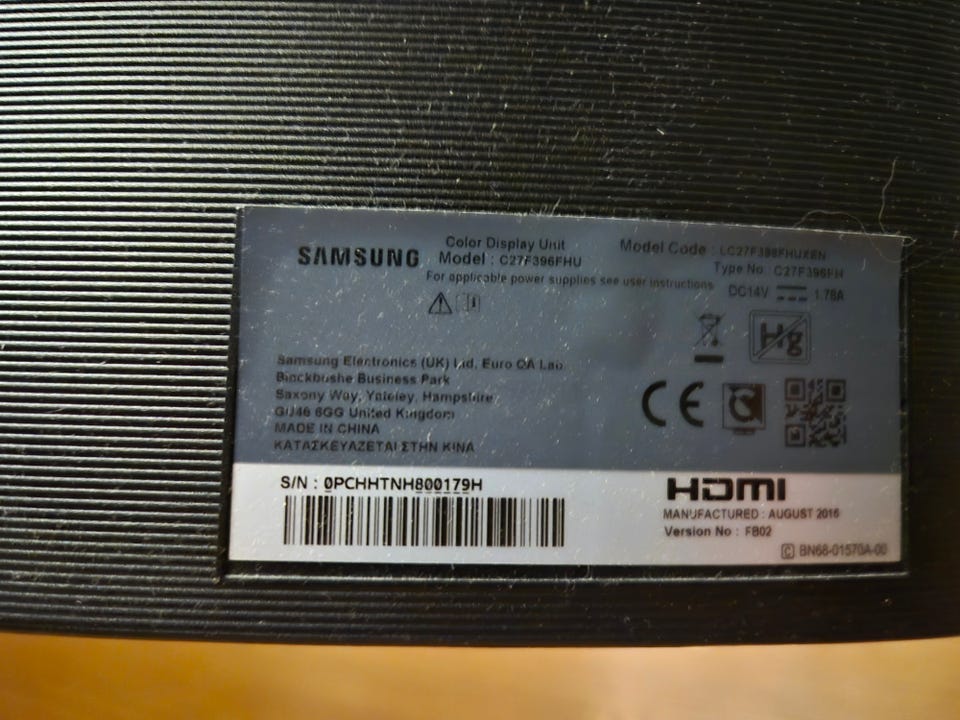 SAMSUNG
Color Display Unit
Model : C27F396FHU
For applicable power supplies see user instructions
Model Code : LC27F396FHUXEN
Type No : C27F396FH
DC14V 1.78A
Hg
Samsung Electronics (UK) Ltd. Euro QA Lab
Blackbushe Business Park
Saxony Way, Yateley, Hampshire
GU46 6GG United Kingdom
MADE IN CHINA
ΚΑΤΑΣΚΕΥΑΖΕΤΑΙ ΣΤΗΝ ΚΙΝΑ
CE
S/N : 0PCHHTNH800179H
HDMI
MANUFACTURED : AUGUST 2016
Version No : FB02
BN68-01570A-00